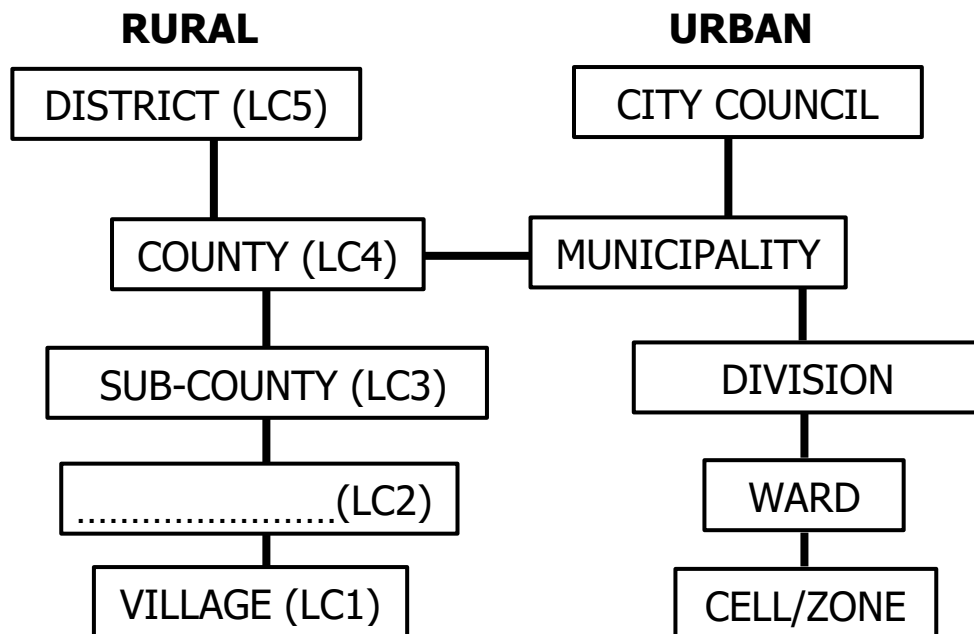 RURAL
URBAN
DISTRICT (LC5)
CITY COUNCIL
COUNTY (LC4)
MUNICIPALITY
SUB-COUNTY (LC3)
DIVISION
........................(LC2)
WARD
VILLAGE (LC1)
CELL/ZONE